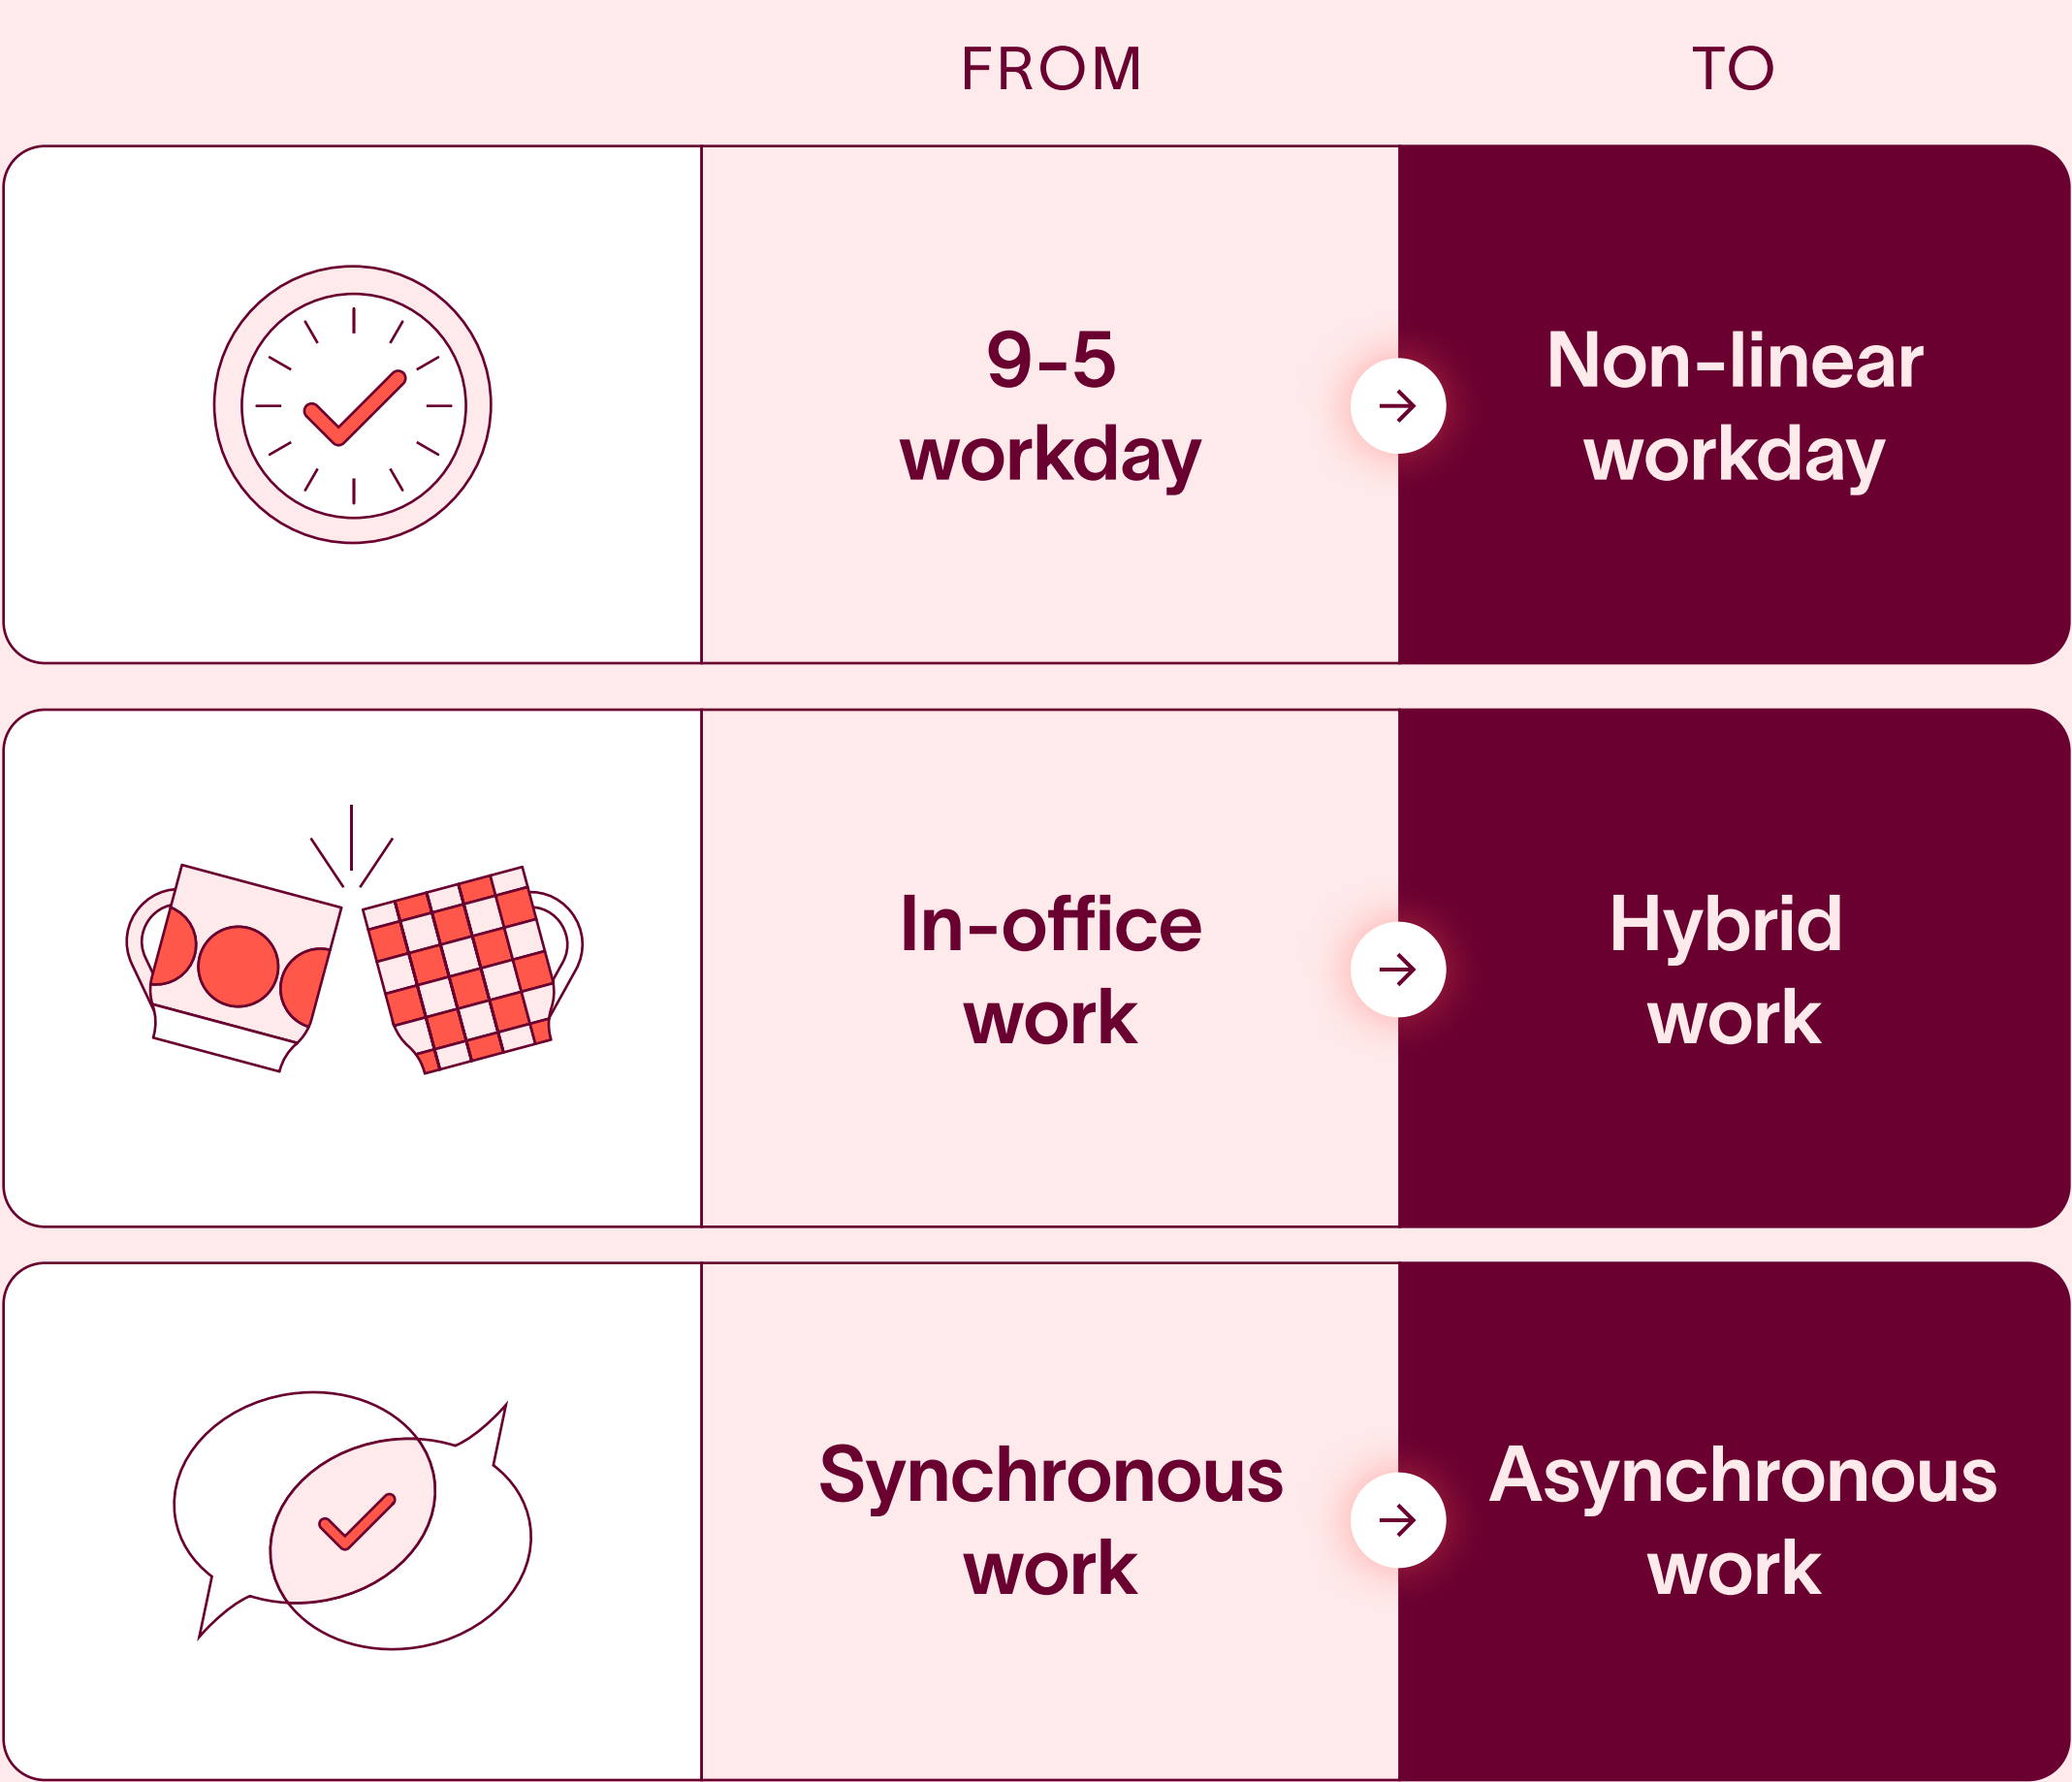 FROM
TO
9-5
workday
Non-linear
workday
In-office
work
Hybrid
work
Synchronous
work
Asynchronous
work